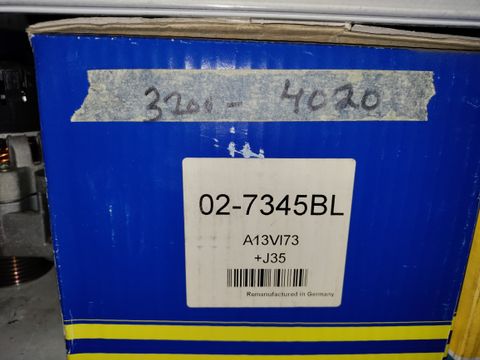 3200 - 4020
02-7345BL
A13VI73
+J35
Remanufactured in Germany